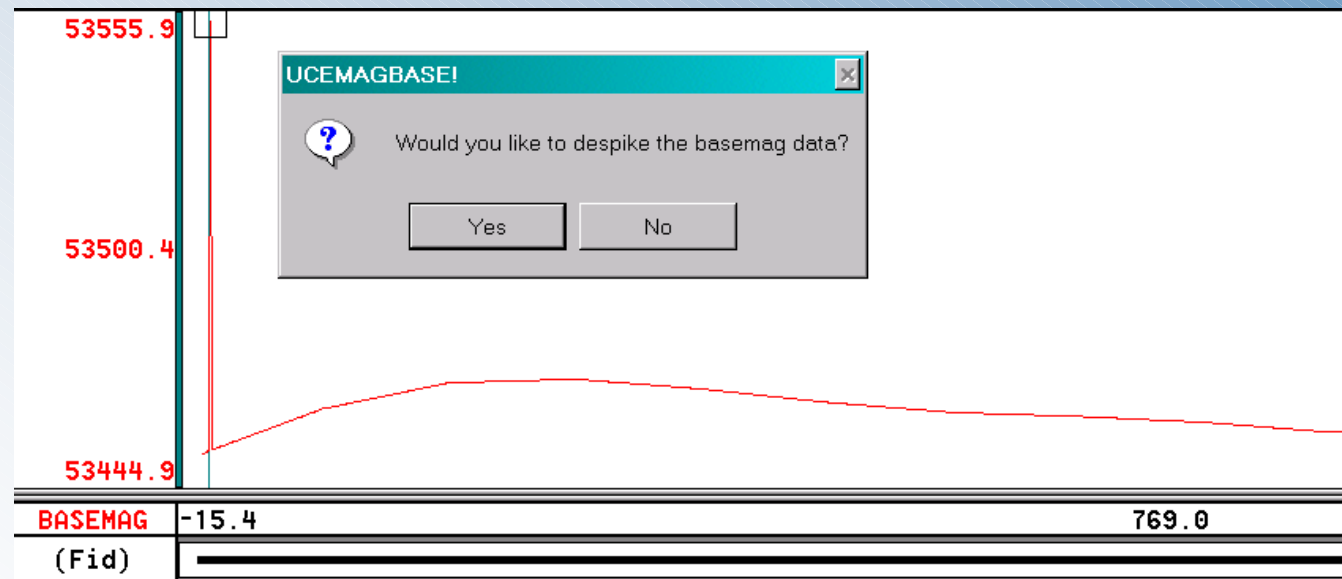 53555.9
UCEMAGBASE!
?
Would you like to despike the basemag data?
Yes No
53500.4
53444.9
BASEMAG -15.4 769.0
(Fid)